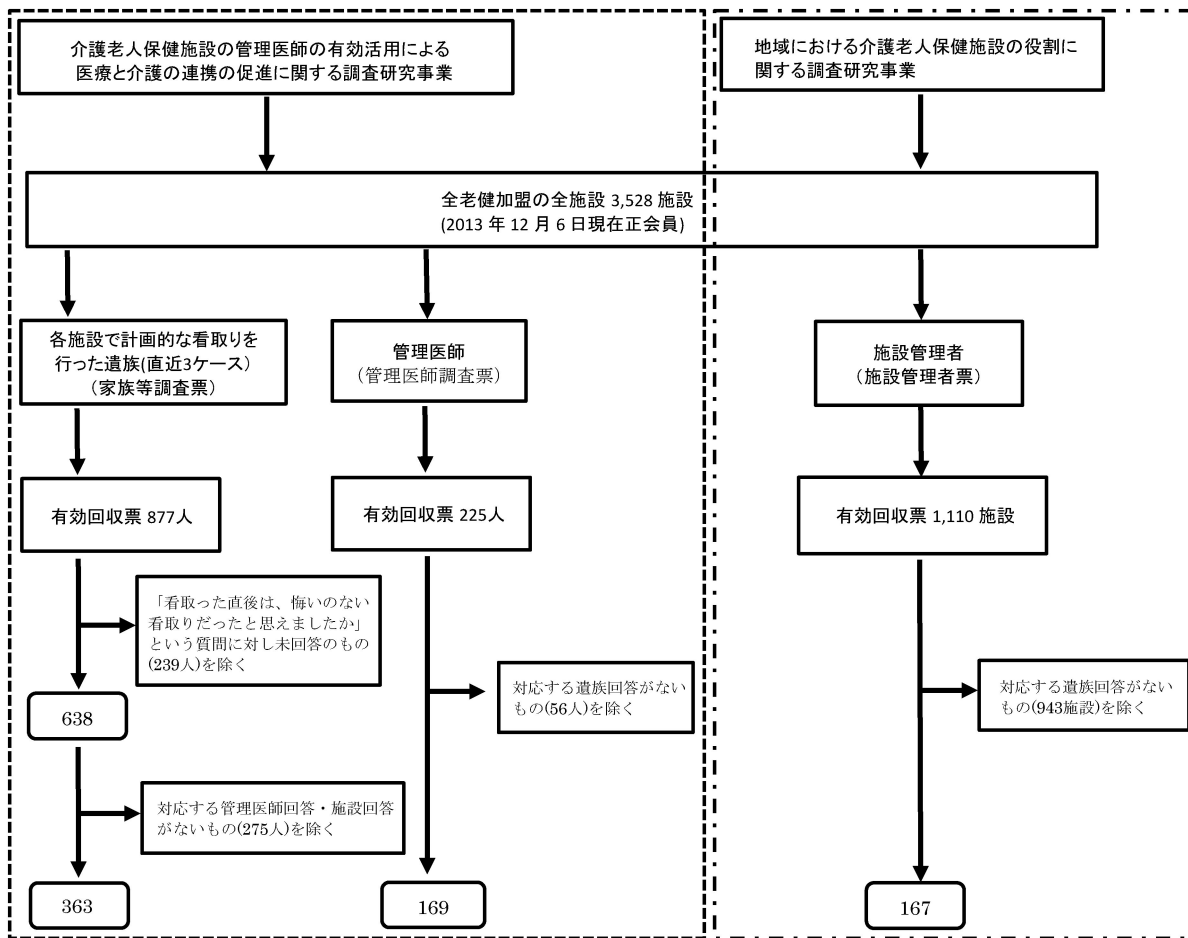 介護老人保健施設の管理医師の有効活用による
医療と介護の連携の促進に関する調査研究事業
地域における介護老人保健施設の役割に
関する調査研究事業
全老健加盟の全施設 3,528 施設
(2013 年 12 月 6 日現在正会員)
各施設で計画的な看取りを
行った遺族(直近3ケース)
（家族等調査票）
管理医師
（管理医師調査票）
施設管理者
（施設管理者票）
有効回収票 877人
有効回収票 225人
有効回収票 1,110 施設
「看取った直後は、悔いのない
看取りだったと思えましたか」
という質問に対し未回答のもの
(239人)を除く
638
対応する遺族回答がない
もの(56人)を除く
対応する遺族回答がない
もの(943施設)を除く
対応する管理医師回答・施設回答
がないもの(275人)を除く
363
169
167